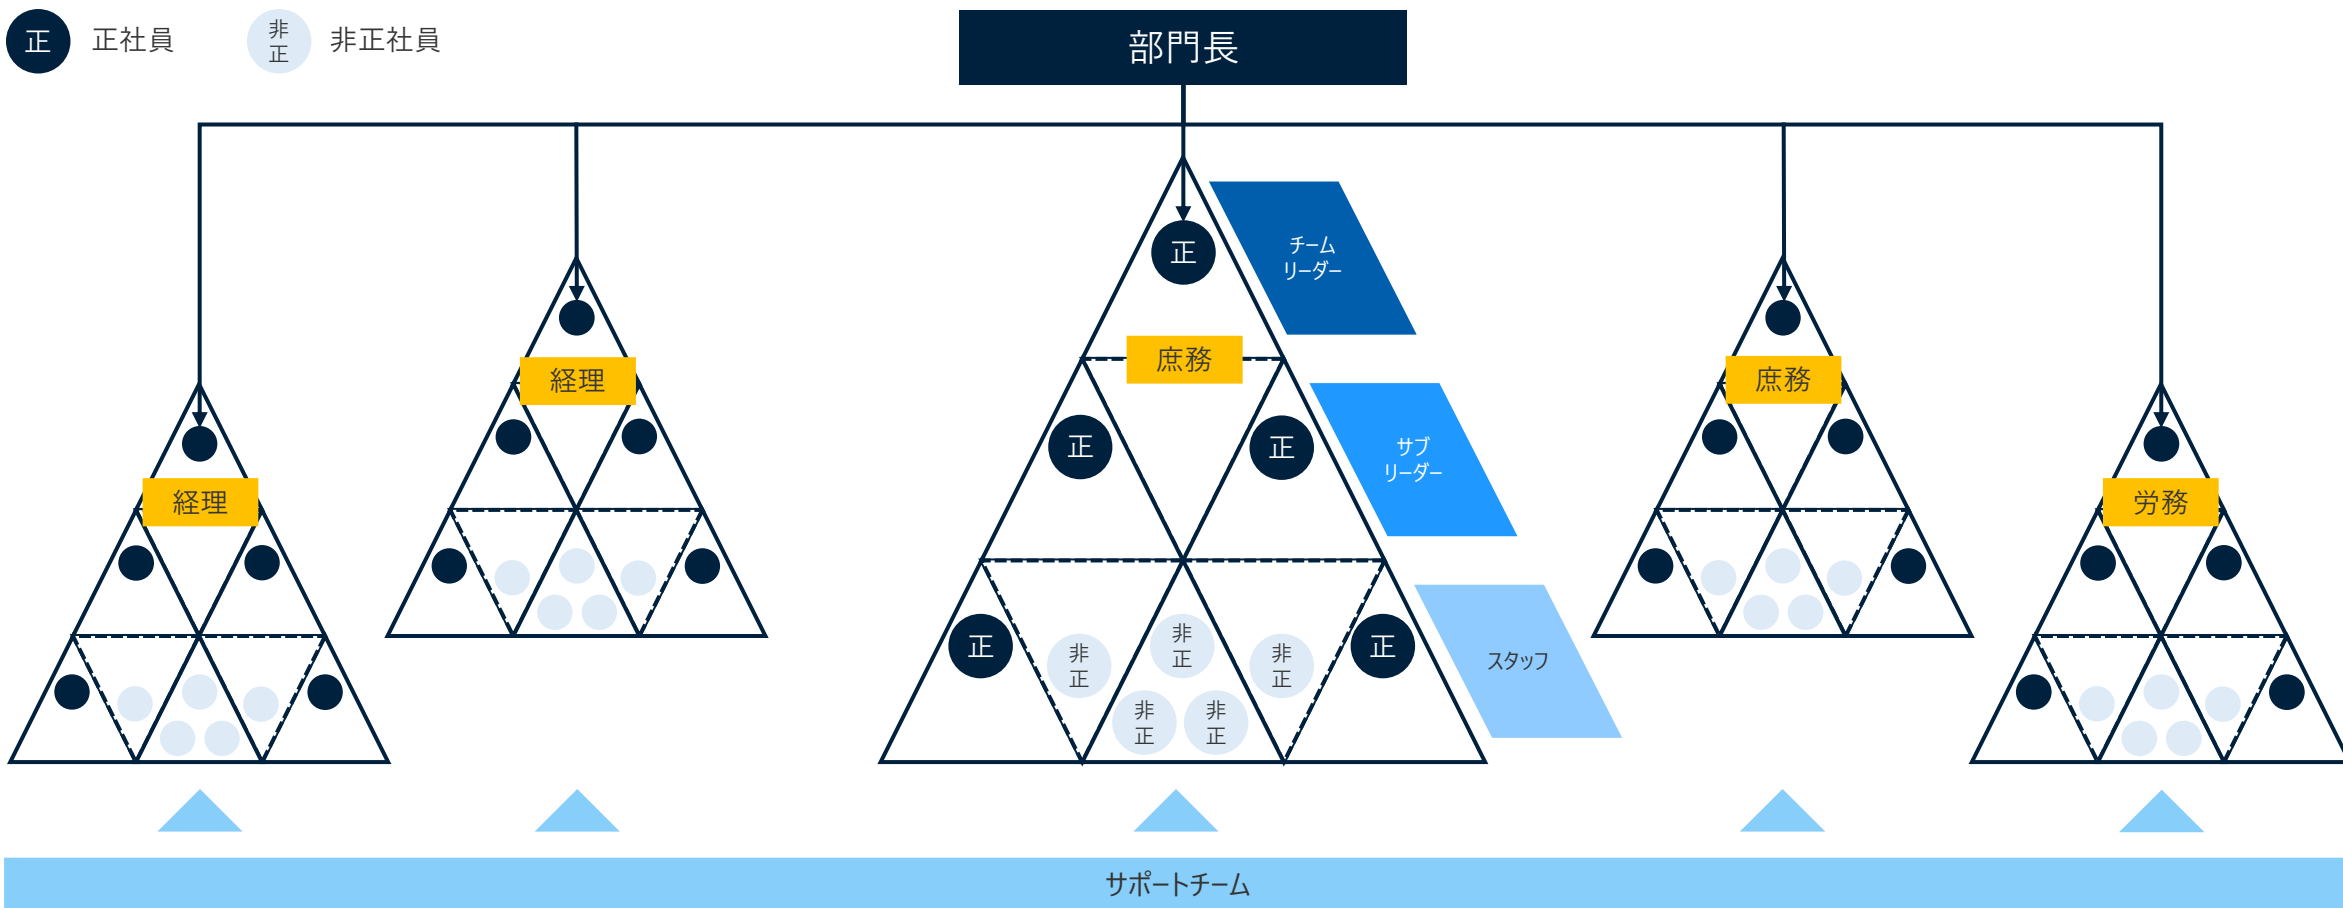 正 正社員
非
正
非正社員
部門長
正
チーム
リーダー
庶務
経理
庶務
経理
労務
正
正
サブ
リーダー
正
非
正
非
正
非
正
正
非
正
非
正
スタッフ
サポートチーム